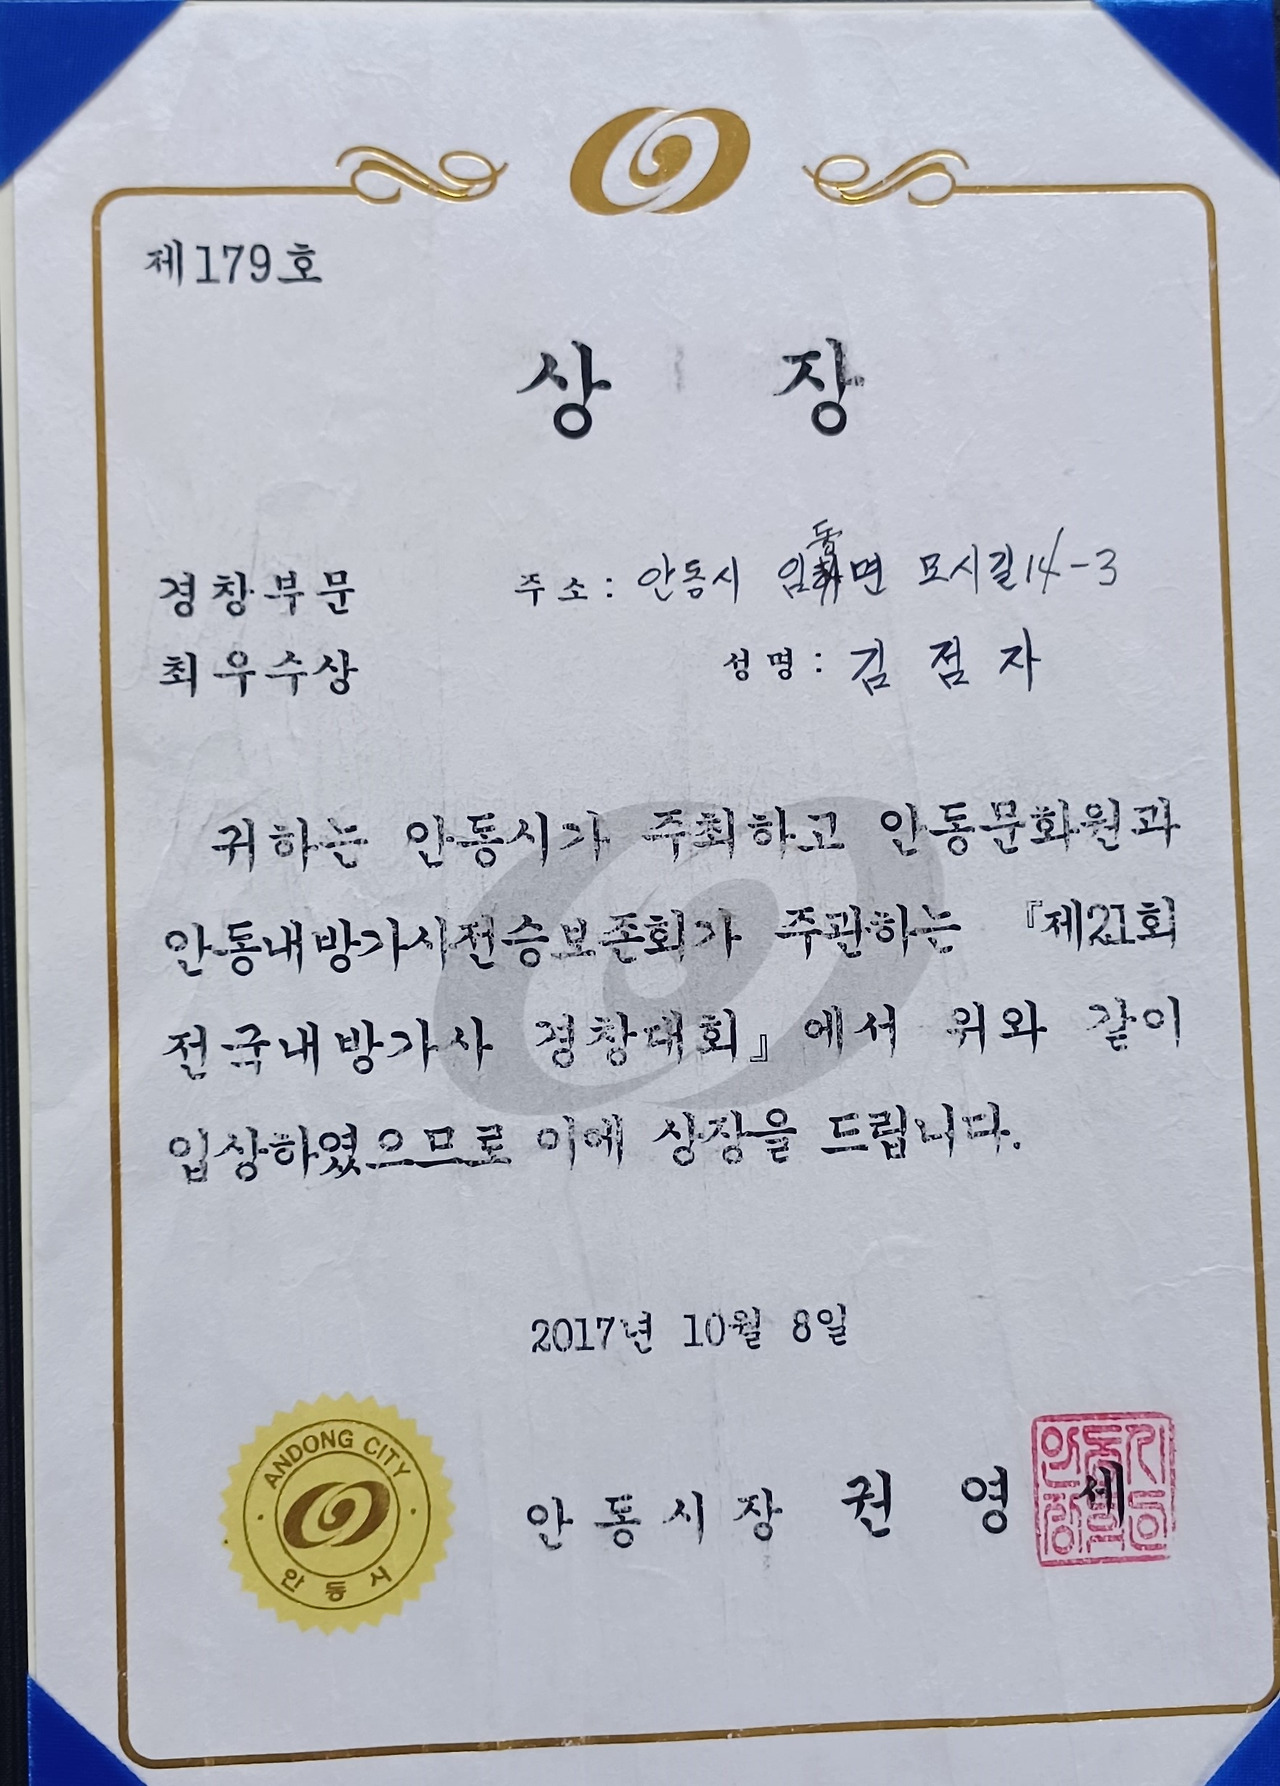 제179호
상 장
경창부문
최우수상
주소: 안동시 임동면 모시길 14-3
성명: 김 점 자
귀하는 안동시가 주최하고 안동문화원과
안동내방가사전승보존회가 주관하는 『제21회
전국내방가사 경창대회』에서 위와 같이
입상하였으므로 이에 상장을 드립니다.
2017년 10월 8일
ANDONG CITY
안동시
안동시장 권 영 세
안동시장